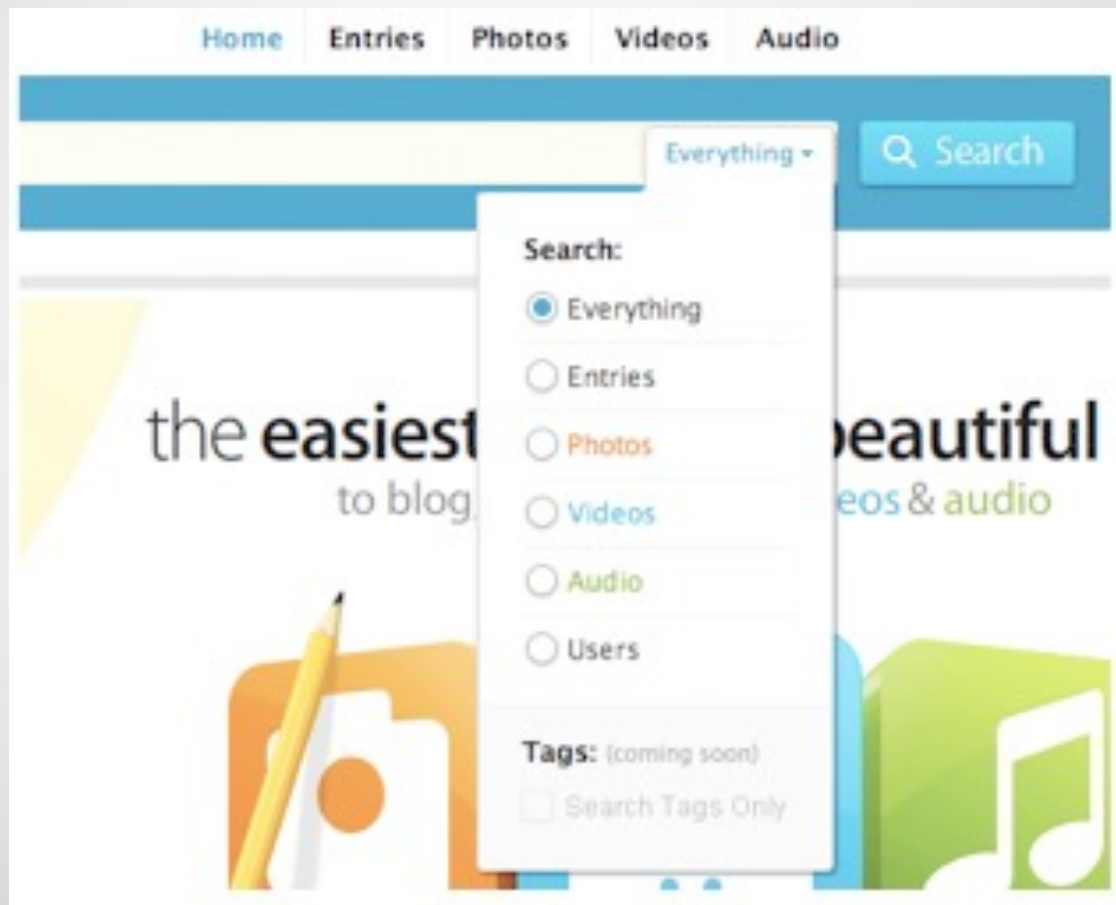 Home Entries Photos Videos Audio
Everything
Search
Search:
Everything
Entries
Photos
Videos
Audio
Users
Tags: (coming soon)
Search Tags Only
the easiest
beautiful
to blog,
eos & audio